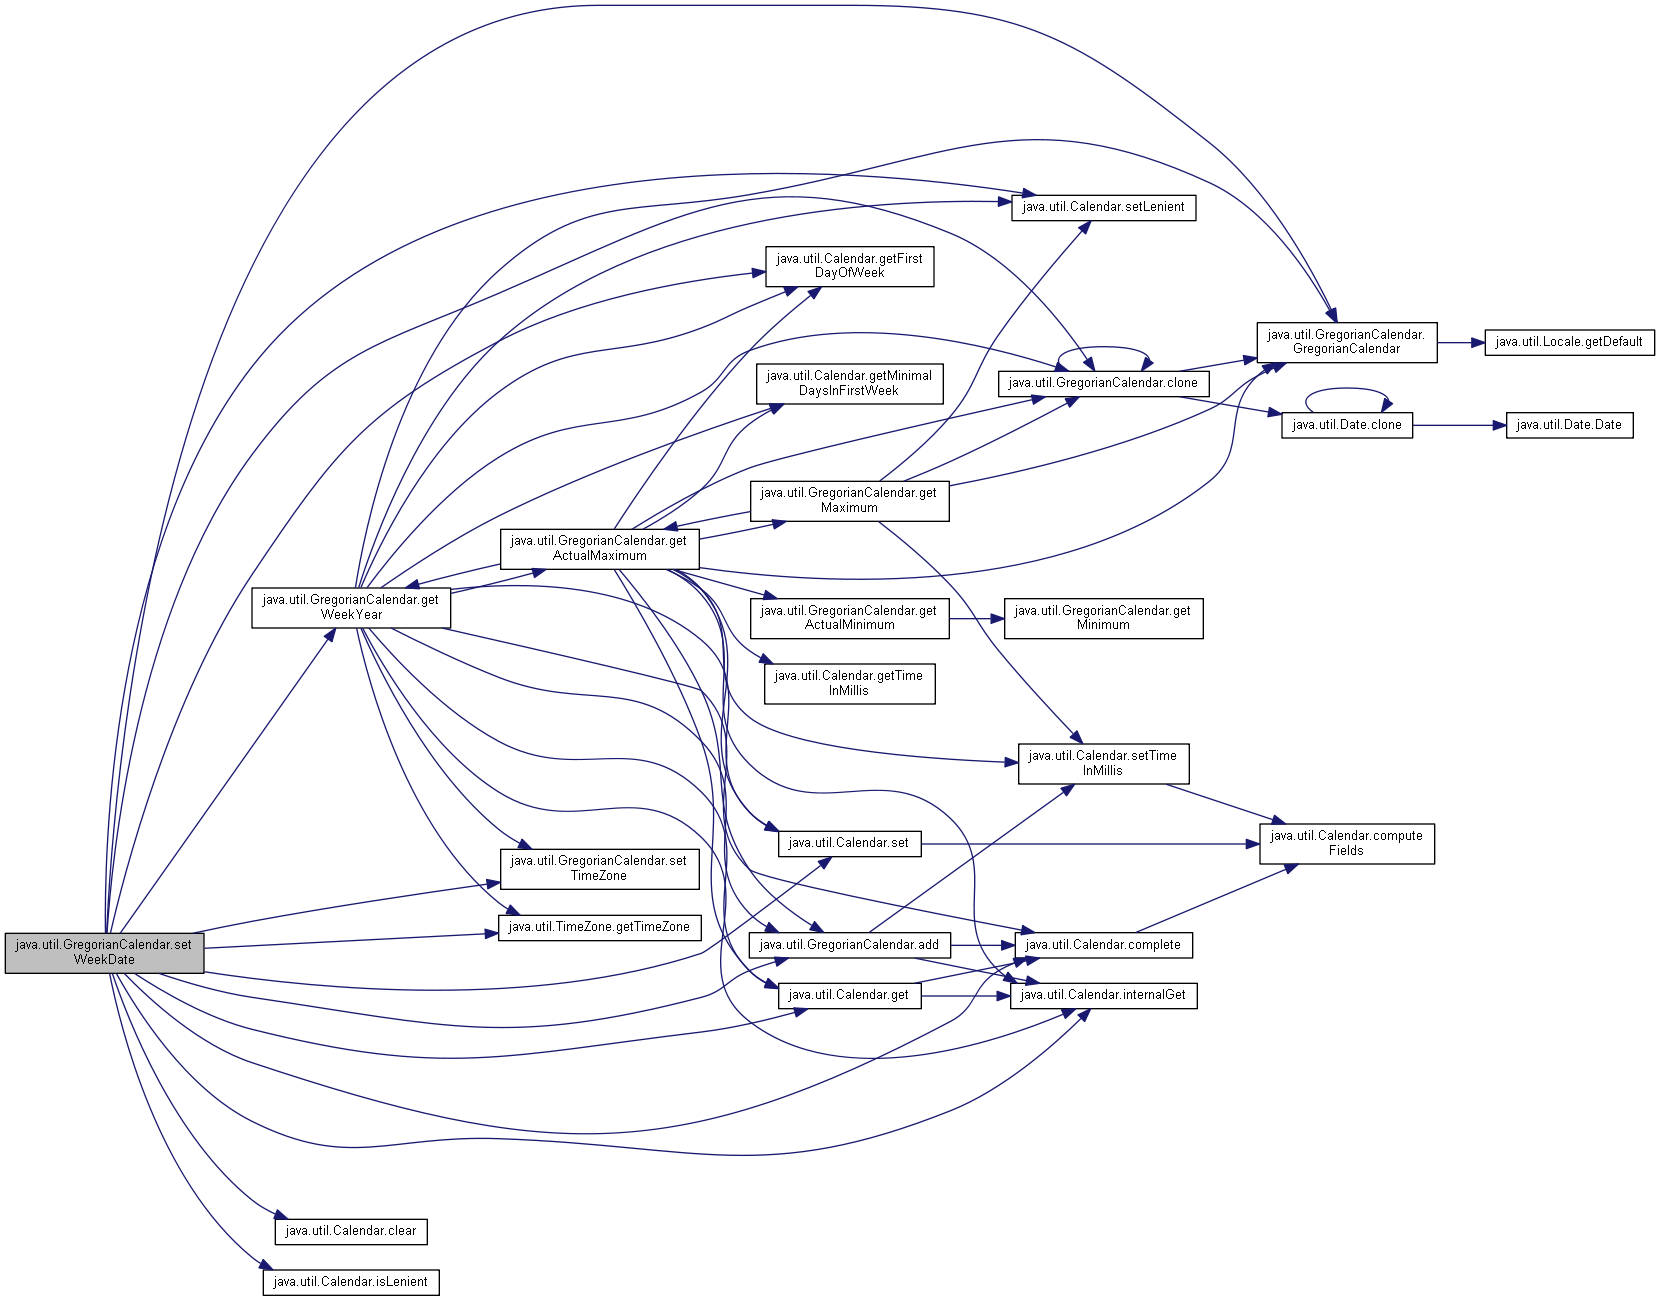 java.util.Calendar.setLenient
java.util.Calendar.getFirst
DayOfWeek
java.util.GregorianCalendar.
GregorianCalendar
java.util.Locale.getDefault
java.util.Calendar.getMinimal
DaysInFirstWeek
java.util.GregorianCalendar.clone
java.util.Date.clone
java.util.Date.Date
java.util.GregorianCalendar.get
Maximum
java.util.GregorianCalendar.get
ActualMaximum
java.util.GregorianCalendar.get
WeekYear
java.util.GregorianCalendar.get
ActualMinimum
java.util.GregorianCalendar.get
Minimum
java.util.Calendar.getTime
InMillis
java.util.Calendar.setTime
InMillis
java.util.Calendar.set
java.util.Calendar.compute
Fields
java.util.GregorianCalendar.set
TimeZone
java.util.TimeZone.getTimeZone
java.util.GregorianCalendar.set
WeekDate
java.util.GregorianCalendar.add
java.util.Calendar.complete
java.util.Calendar.get
java.util.Calendar.internalGet
java.util.Calendar.clear
java.util.Calendar.isLenient